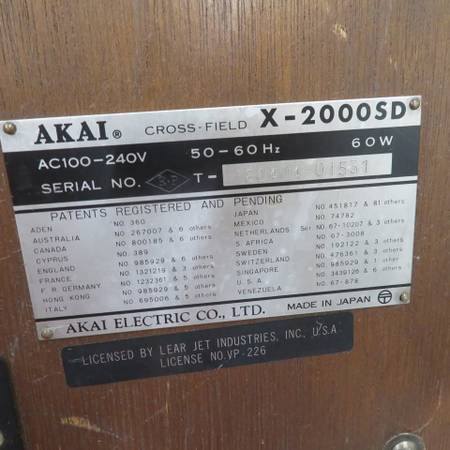 AKAI® CROSS-FIELD X-2000SD
AC100-240V 50-60Hz 60W
SERIAL NO. T- 01531
PATENTS REGISTERED AND PENDING
ADEN NO. 360
AUSTRALIA NO. 267007 & 6 others
CANADA NO. 800185 & 6 others
CYPRUS NO. 389
ENGLAND NO. 985929 & 6 others
FRANCE NO. 1321219 & 3 others
F. R. GERMANY NO. 1232361 & 5 others
HONG KONG NO. 985929 & 5 others
ITALY NO. 695006 & 5 others
JAPAN NO. 451817 & 81 others
MEXICO NO. 74782
NETHERLANDS Ser NO. 67-10207 & 3 others
S. AFRICA NO. 67-3008
SWEDEN NO. 192122 & 3 others
SWITZERLAND NO. 476361 & 3 others
SINGAPORE NO. 985929 & 1 other
U. S. A. NO. 3439126 & 6 others
VENEZUELA NO. 67-878
AKAI ELECTRIC CO., LTD. MADE IN JAPAN
LICENSED BY LEAR JET INDUSTRIES, INC., U.S.A
LICENSE NO.VP-226